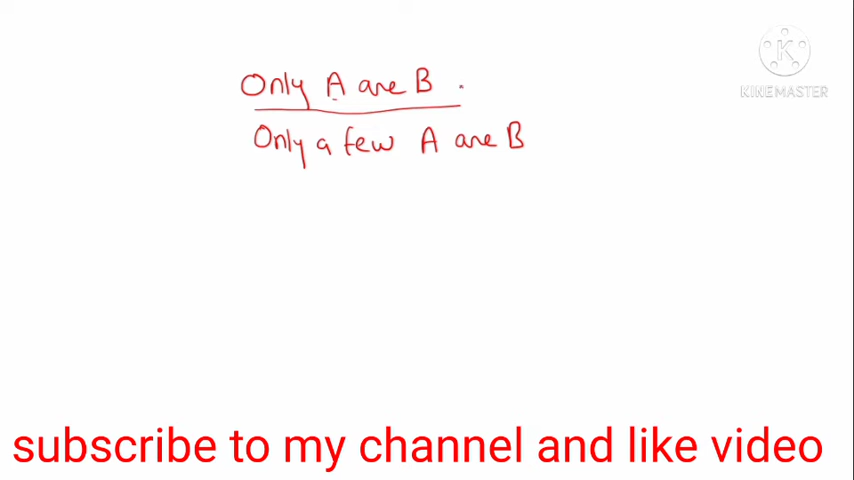 Only A are B .
KINEMASTER
Only a few A are B
subscribe to my channel and like video